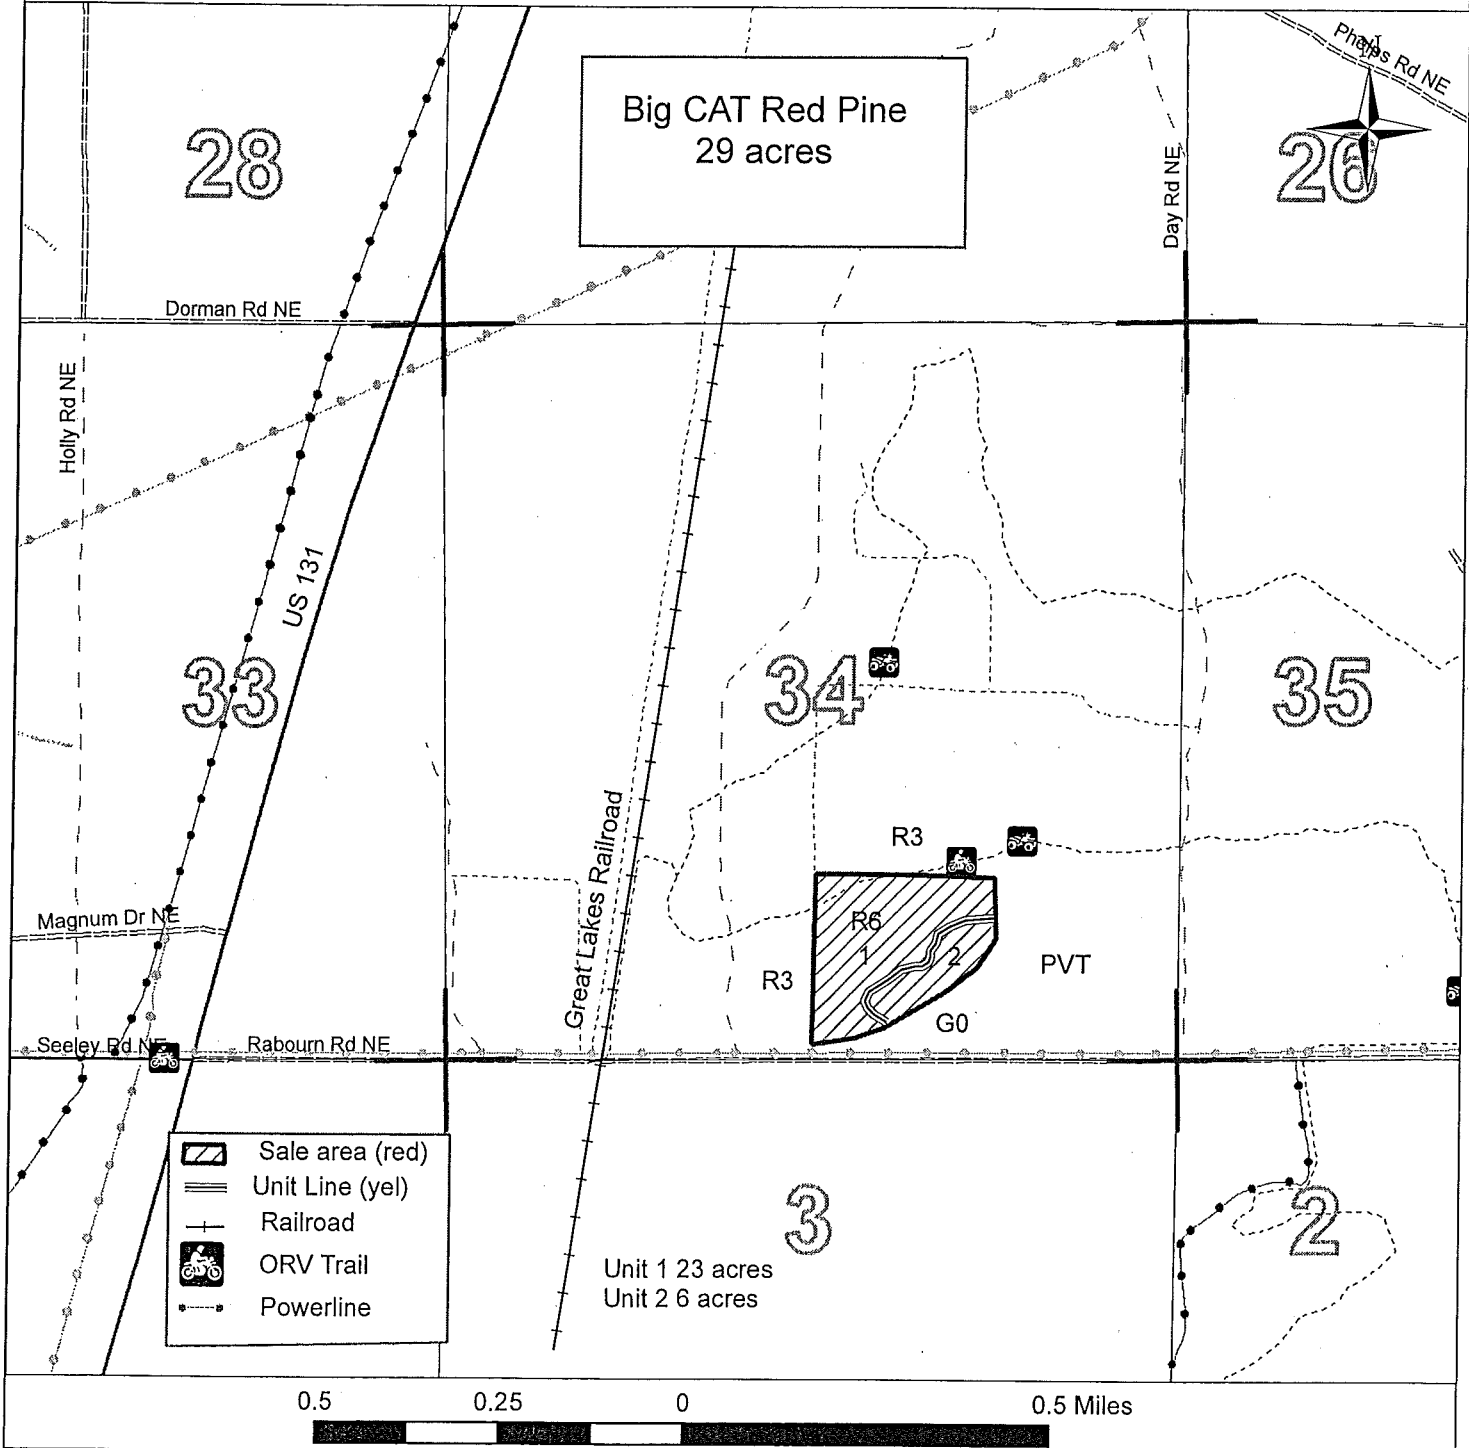 Phelps Rd NE
N
Big CAT Red Pine
29 acres
28
26
Day Rd NE
Dorman Rd NE
Holly Rd NE
US 131
33
34
35
Great Lakes Railroad
R3
Magnum Dr NE
R6
1
2
PVT
R3
G0
Seeley Rd NE
Rabourn Rd NE
Sale area (red)
Unit Line (yel)
Railroad
ORV Trail
Powerline
3
2
Unit 1 23 acres
Unit 2 6 acres
0.5 0.25 0 0.5 Miles